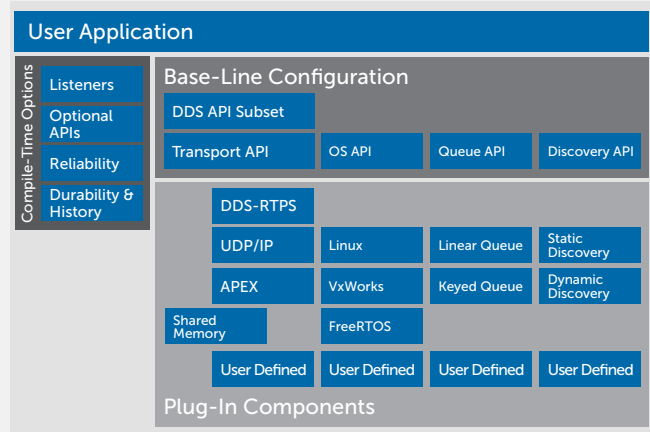 User Application
Compile-Time Options
Listeners
Optional
APIs
Reliability
Durability &
History
Base-Line Configuration
DDS API Subset
Transport API
OS API
Queue API
Discovery API
DDS-RTPS
UDP/IP
Linux
Linear Queue
Static
Discovery
APEX
VxWorks
Keyed Queue
Dynamic
Discovery
Shared
Memory
FreeRTOS
User Defined
User Defined
User Defined
User Defined
Plug-In Components